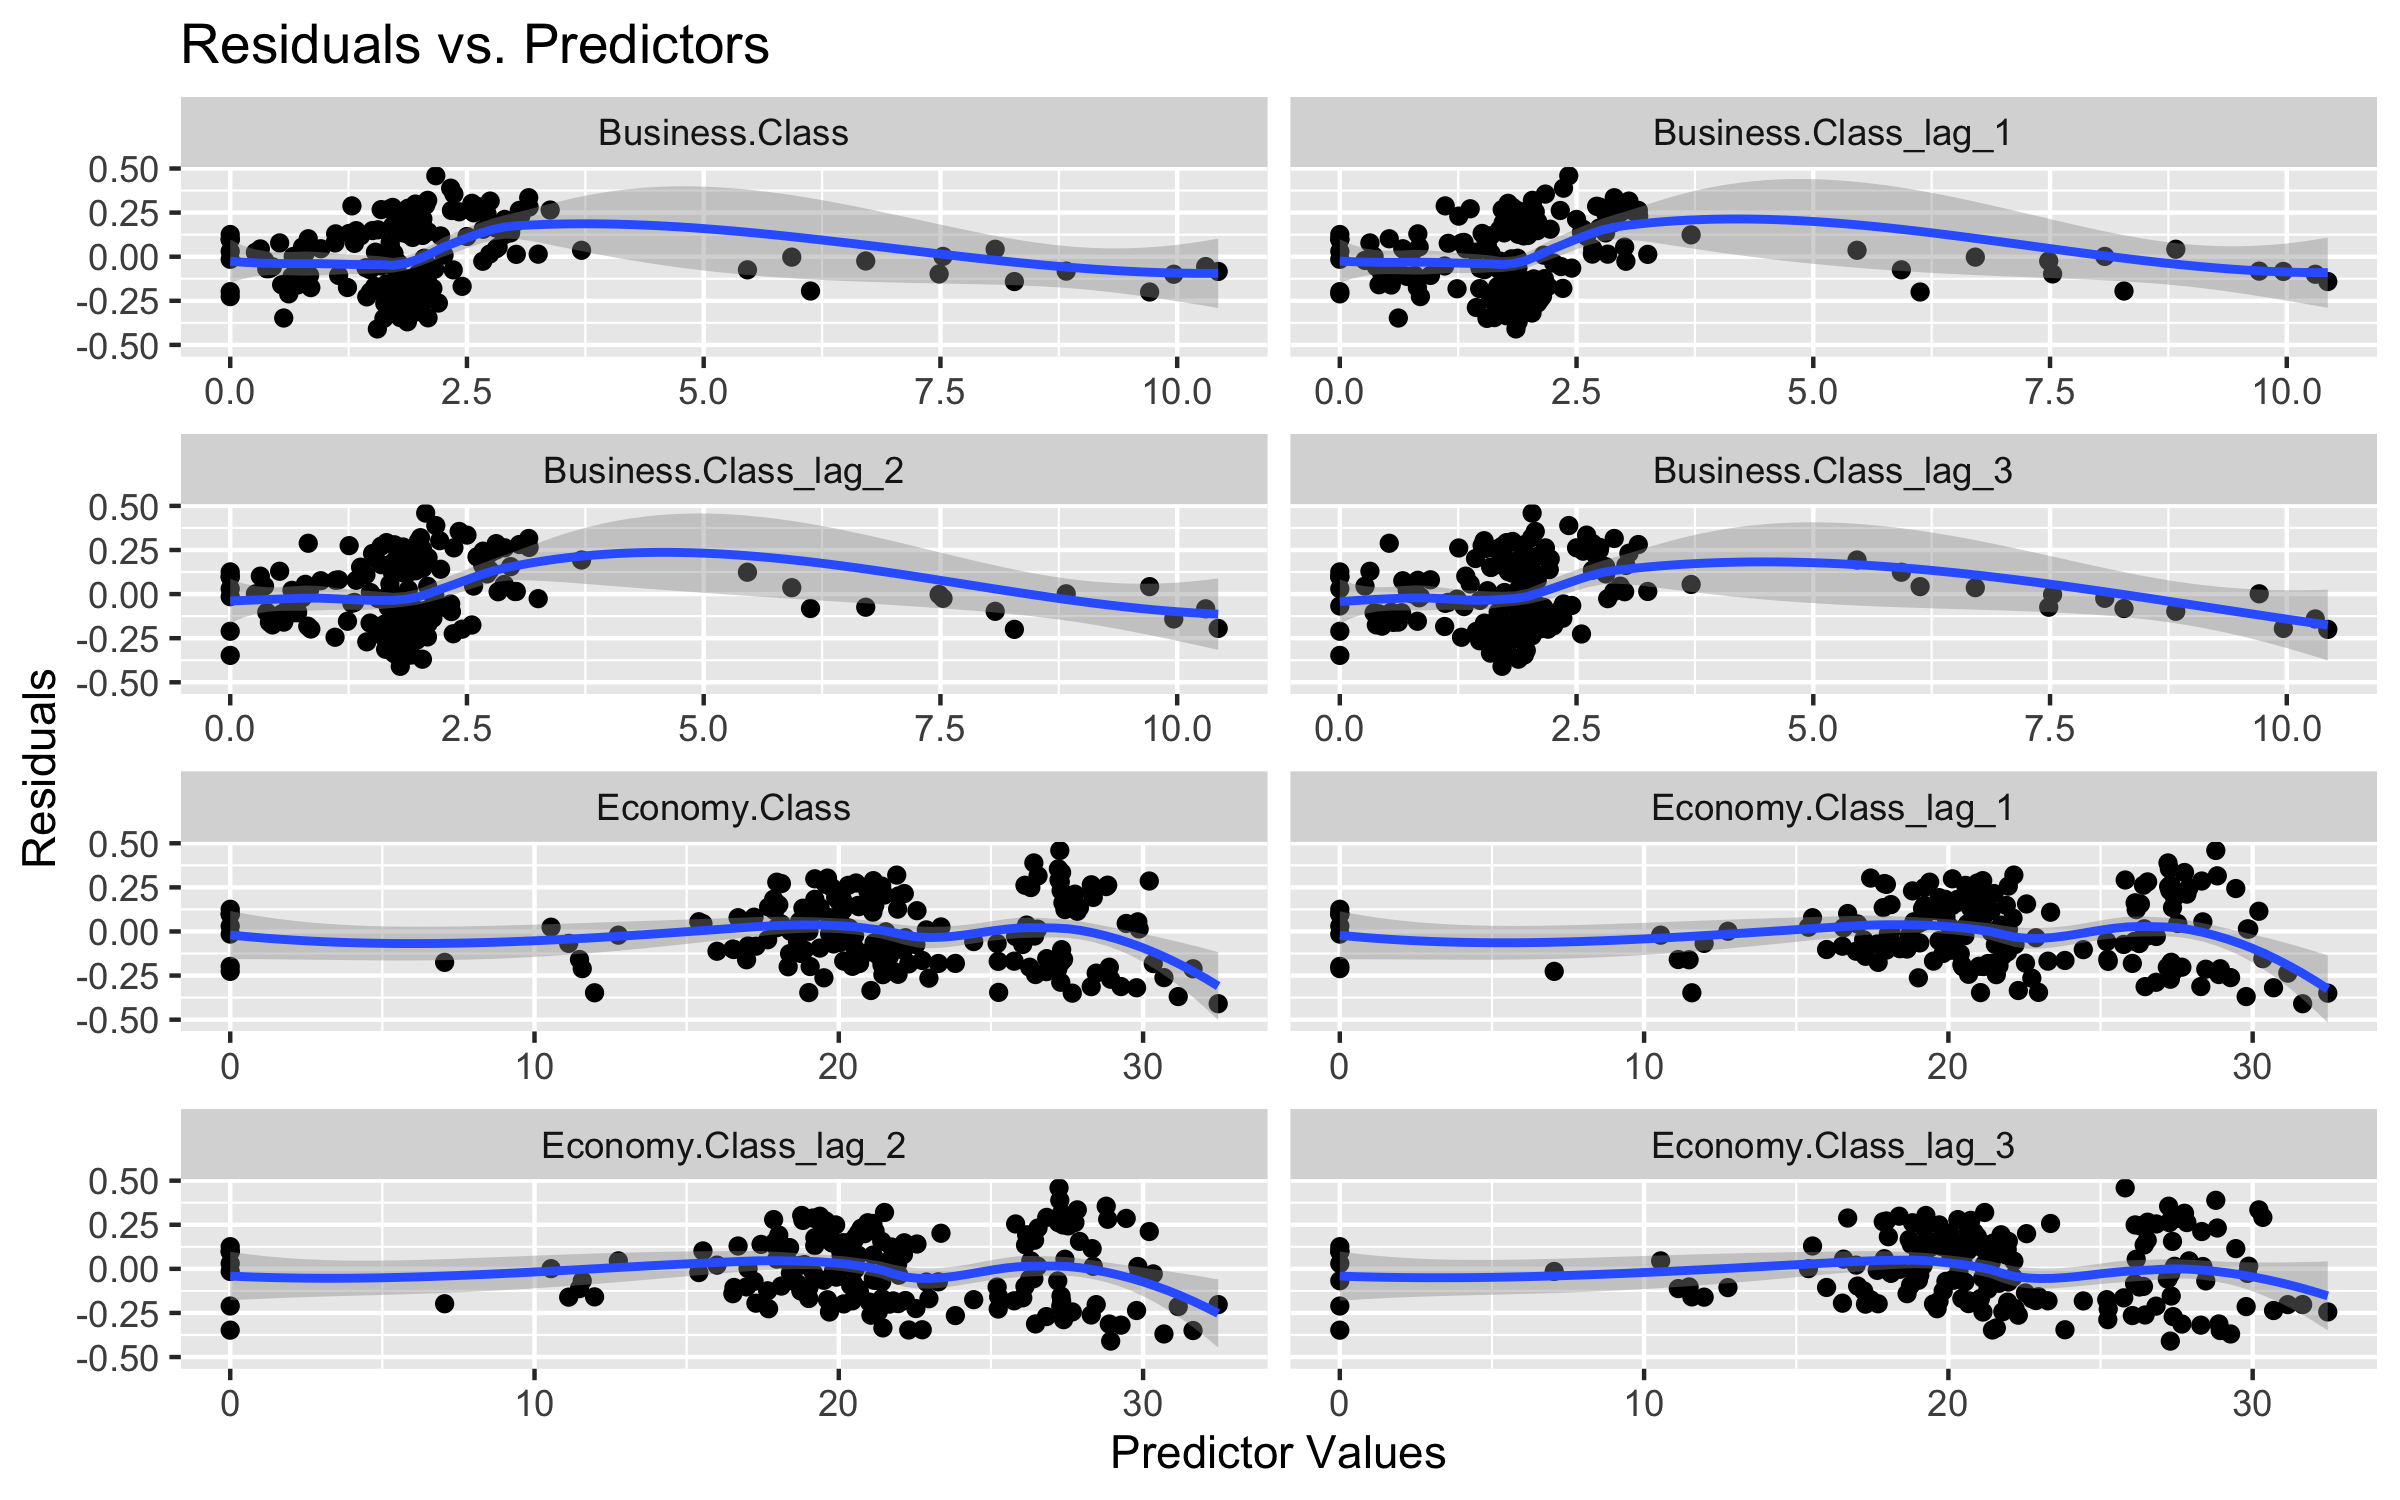 Residuals vs. Predictors
Business.Class
Business.Class_lag_1
0.50
0.25
0.00
-0.25
-0.50
0.0 2.5 5.0 7.5 10.0
0.0 2.5 5.0 7.5 10.0
Business.Class_lag_2
Business.Class_lag_3
0.50
0.25
0.00
-0.25
-0.50
0.0 2.5 5.0 7.5 10.0
0.0 2.5 5.0 7.5 10.0
Residuals
Economy.Class
Economy.Class_lag_1
0.50
0.25
0.00
-0.25
-0.50
0 10 20 30
0 10 20 30
Economy.Class_lag_2
Economy.Class_lag_3
0.50
0.25
0.00
-0.25
-0.50
0 10 20 30
0 10 20 30
Predictor Values